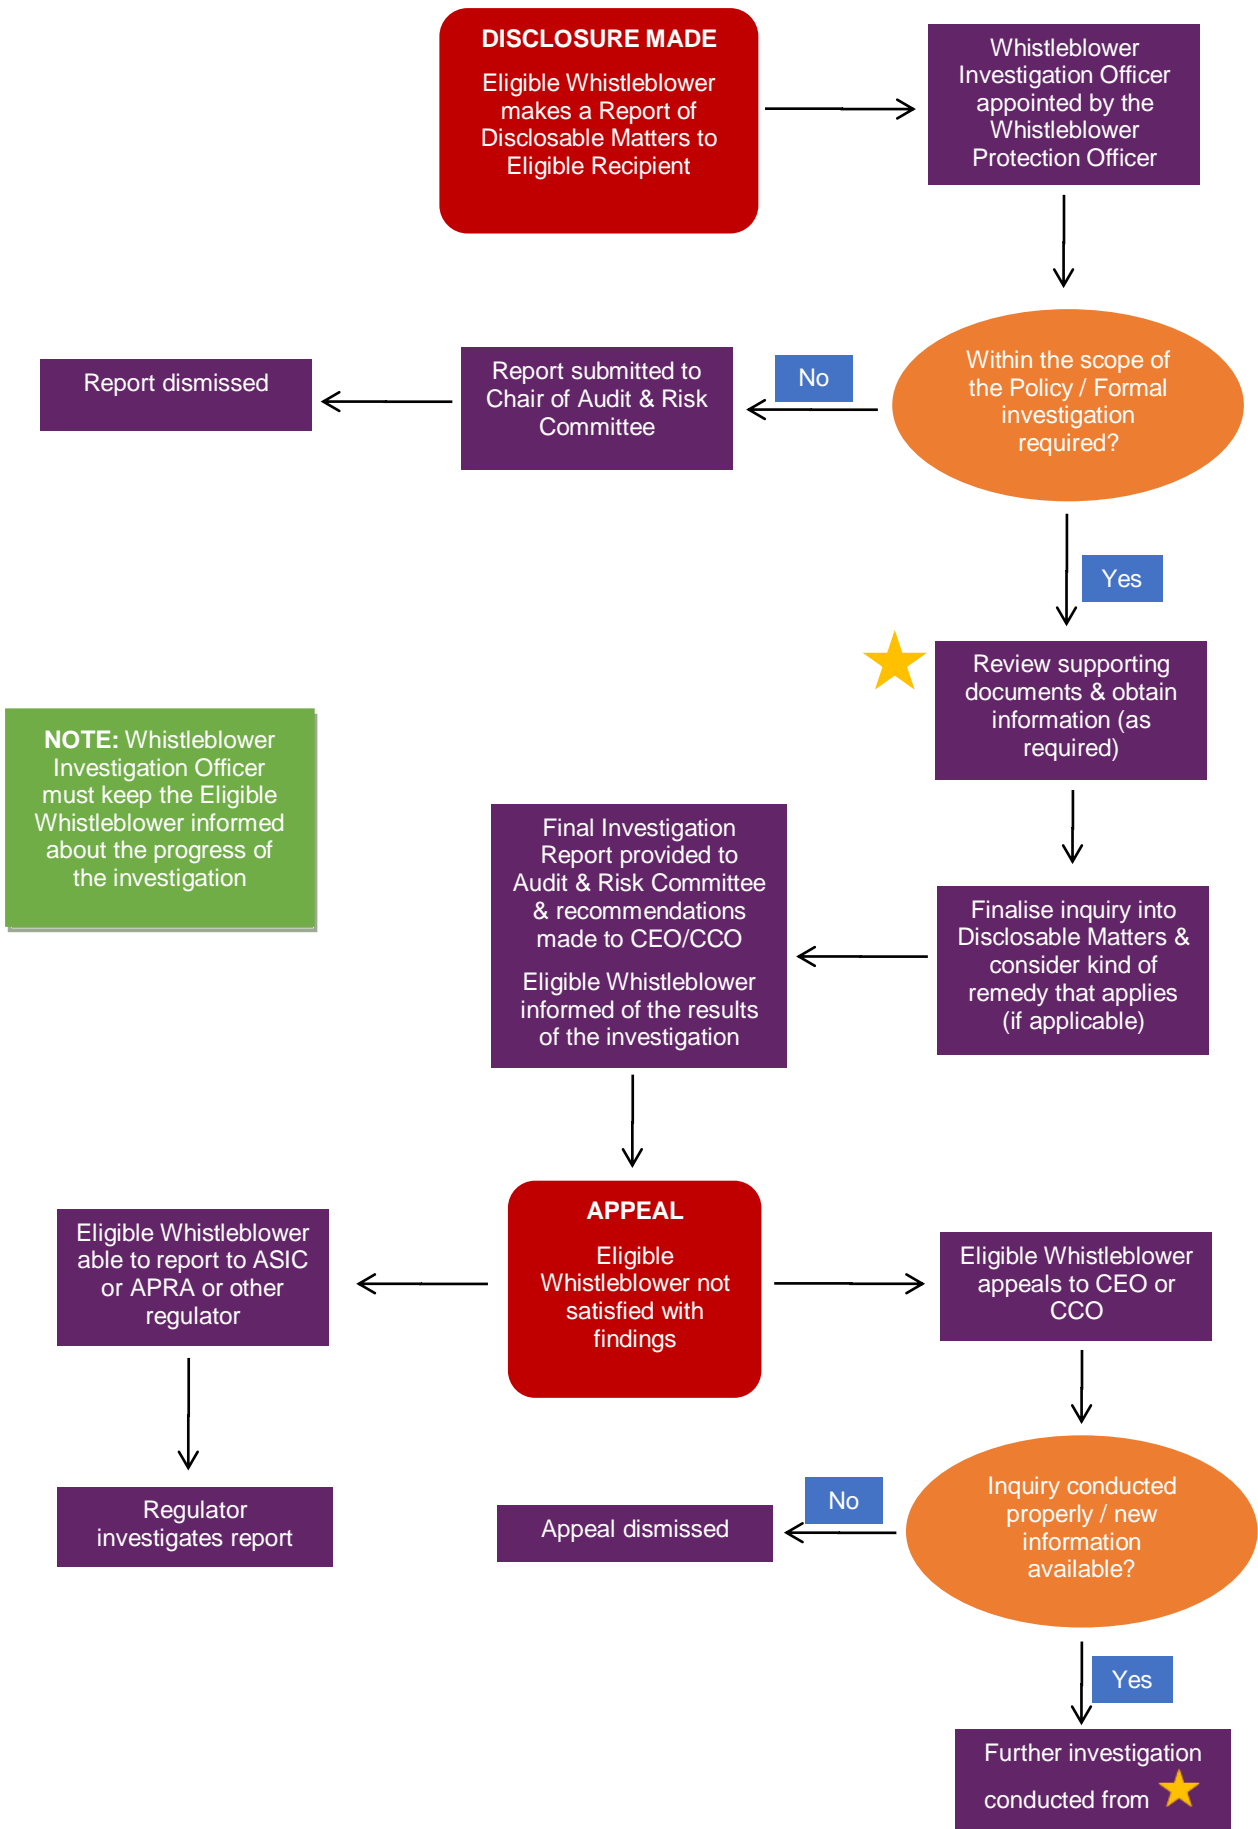 DISCLOSURE MADE
Eligible Whistleblower
makes a Report of
Disclosable Matters to
Eligible Recipient
Whistleblower
Investigation Officer
appointed by the
Whistleblower
Protection Officer
Within the scope of
the Policy / Formal
investigation
required?
No
Report submitted to
Chair of Audit & Risk
Committee
Report dismissed
Yes
Review supporting
documents & obtain
information (as
required)
NOTE: Whistleblower
Investigation Officer
must keep the Eligible
Whistleblower informed
about the progress of
the investigation
Finalise inquiry into
Disclosable Matters &
consider kind of
remedy that applies
(if applicable)
Final Investigation
Report provided to
Audit & Risk Committee
& recommendations
made to CEO/CCO
Eligible Whistleblower
informed of the results
of the investigation
APPEAL
Eligible
Whistleblower not
satisfied with
findings
Eligible Whistleblower
able to report to ASIC
or APRA or other
regulator
Regulator
investigates report
Eligible Whistleblower
appeals to CEO or
CCO
Inquiry conducted
properly / new
information
available?
No
Appeal dismissed
Yes
Further investigation
conducted from